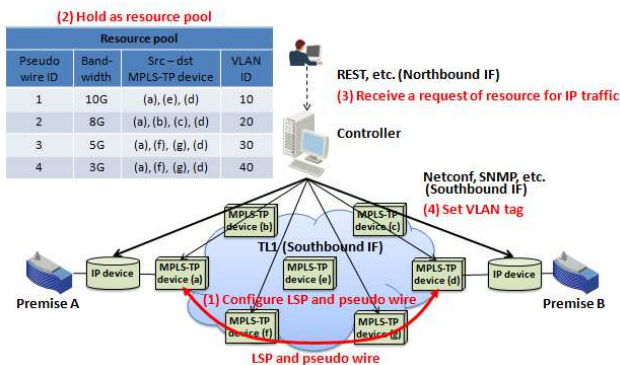 (2) Hold as resource pool
Resource pool
Pseudo wire ID
Band-width
Src – dst MPLS-TP device
VLAN ID
1 10G (a), (e), (d) 10
2 8G (a), (b), (c), (d) 20
3 5G (a), (f), (g), (d) 30
4 3G (a), (f), (g), (d) 40
REST, etc. (Northbound IF)
(3) Receive a request of resource for IP traffic
Controller
Netconf, SNMP, etc.
(Southbound IF)
(4) Set VLAN tag
MPLS-TP
device (b)
MPLS-TP
device (c)
TL1 (Southbound IF)
Premise A
IP device
MPLS-TP
device (a)
MPLS-TP
device (e)
MPLS-TP
device (d)
IP device
Premise B
(1) Configure LSP and pseudo wire
MPLS-TP
device (f)
MPLS-TP
device (g)
LSP and pseudo wire